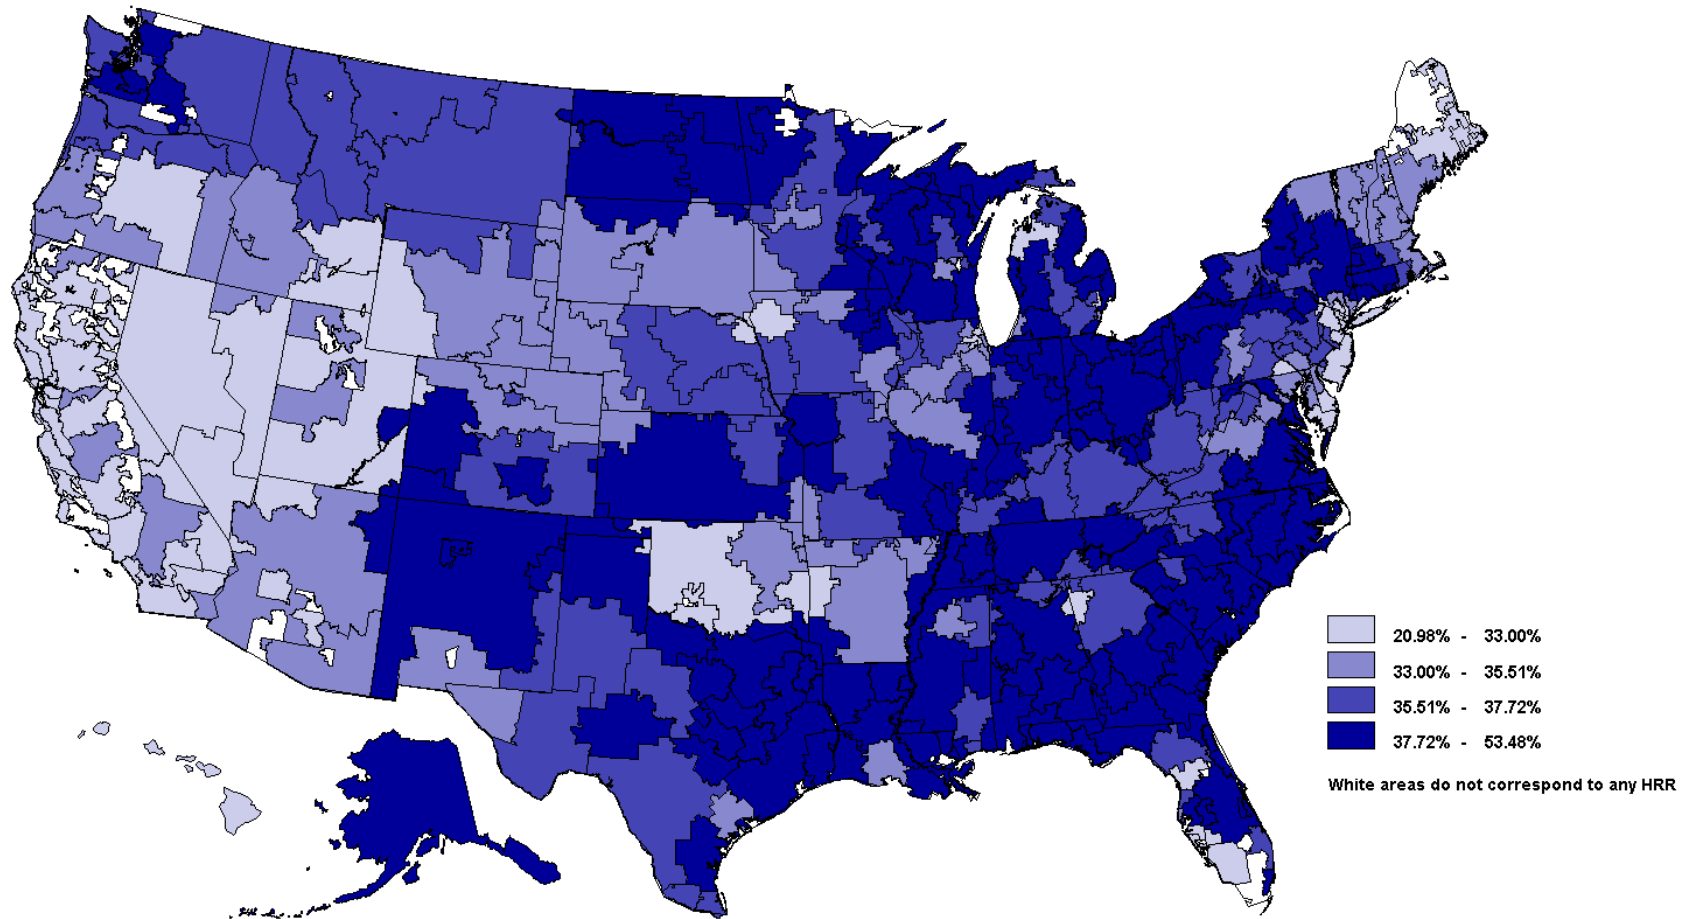 20.98% - 33.00%
33.00% - 35.51%
35.51% - 37.72%
37.72% - 53.48%
White areas do not correspond to any HRR